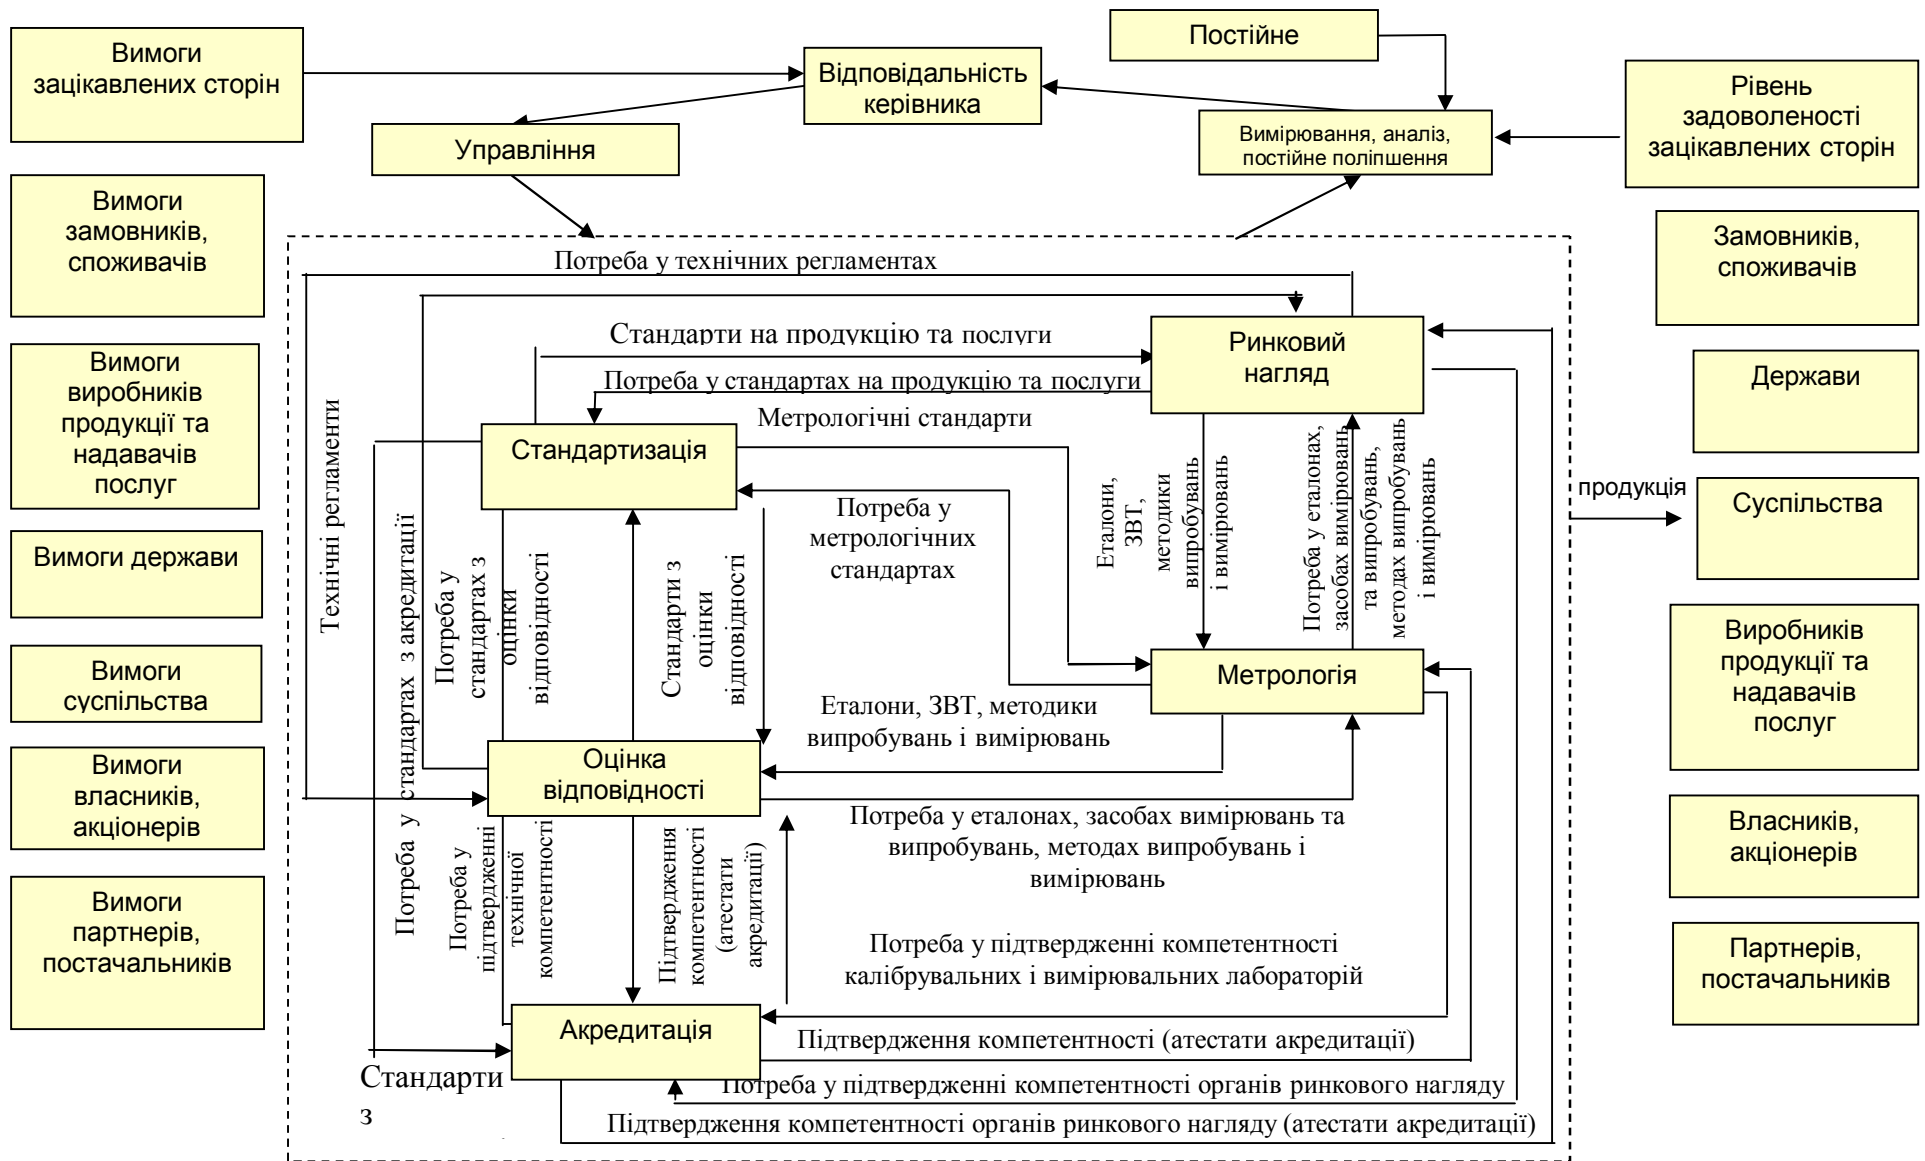 Вимоги
зацікавлених сторін
Відповідальність
керівника
Постійне
Рівень
задоволеності
зацікавлених сторін
Управління
Вимірювання, аналіз,
постійне поліпшення
Вимоги
замовників,
споживачів
Вимоги
виробників
продукції та
надавачів
послуг
Вимоги держави
Вимоги
суспільства
Вимоги
власників,
акціонерів
Вимоги
партнерів,
постачальників
Потреба у технічних регламентах
Стандарти на продукцію та послуги
Потреба у стандартах на продукцію та послуги
Метрологічні стандарти
Ринковий
нагляд
Стандартизація
Технічні регламенти
Потреба у стандартах з акредитації
Потреба у
стандартах з
оцінки
відповідності
Стандарти з
оцінки
відповідності
Потреба у
метрологічних
стандартах
Еталони,
ЗВТ,
методики
випробувань
і вимірювань
Потреба у еталонах,
засобах вимірювань
та випробувань,
методах випробувань
і вимірювань
Метрологія
Еталони, ЗВТ, методики
випробувань і вимірювань
Оцінка
відповідності
Потреба у еталонах, засобах вимірювань та
випробувань, методах випробувань і
вимірювань
Потреба у
підтвердженні
технічної
компетентності
Підтвердження
компетентності
(атестати
акредитації)
Потреба у підтвердженні компетентності
калібрувальних і вимірювальних лабораторій
Акредитація
Підтвердження компетентності (атестати акредитації)
Стандарти
з
Потреба у підтвердженні компетентності органів ринкового нагляду
Підтвердження компетентності органів ринкового нагляду (атестати акредитації)
продукція
Замовників,
споживачів
Держави
Суспільства
Виробників
продукції та
надавачів
послуг
Власників,
акціонерів
Партнерів,
постачальників